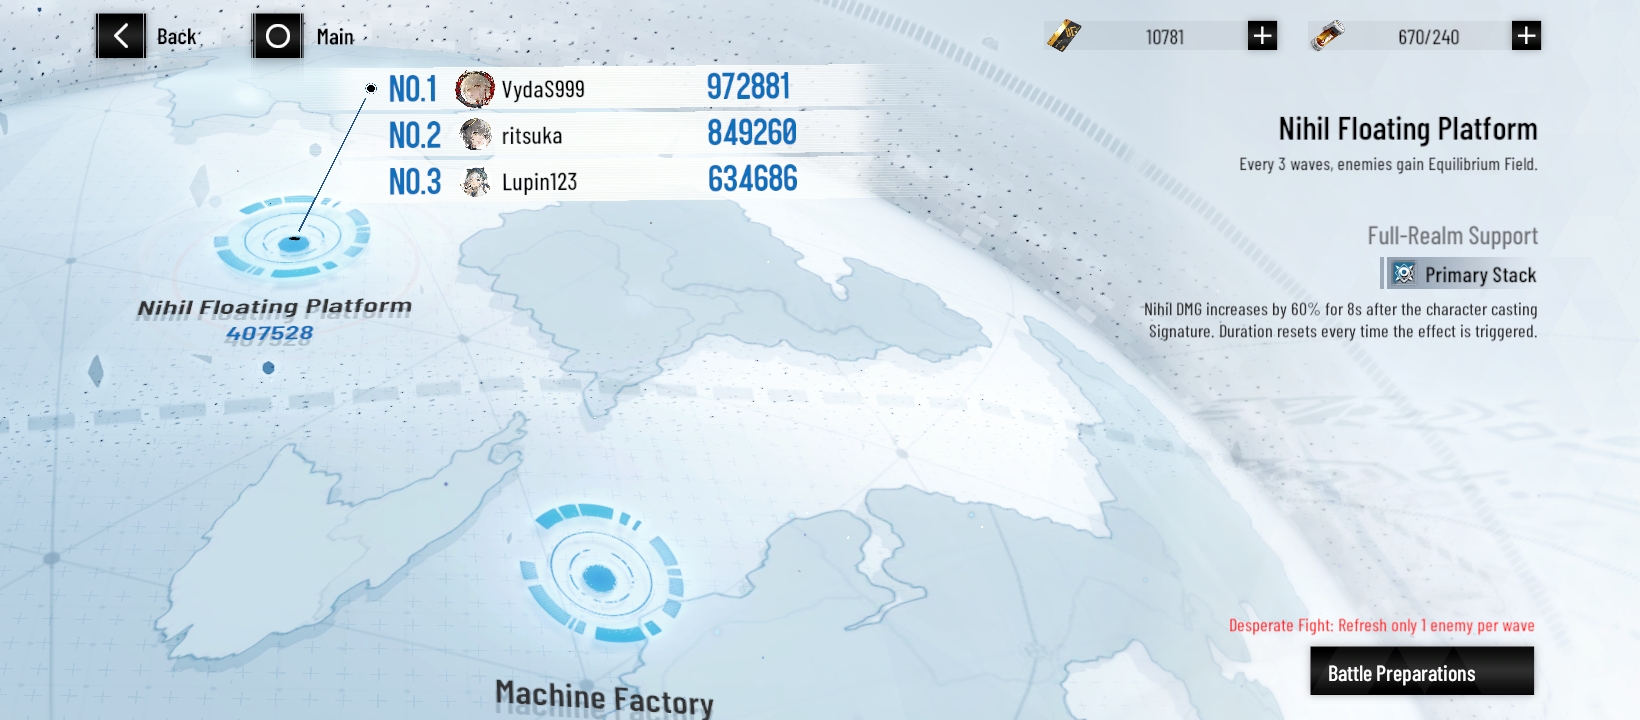 Back
Main
10781
670/240
NO.1 VydaS999 972881
NO.2 ritsuka 849260
NO.3 Lupin123 634686
Nihil Floating Platform
Every 3 waves, enemies gain Equilibrium Field.
Full-Realm Support
Primary Stack
Nihil DMG increases by 60% for 8s after the character casting
Signature. Duration resets every time the effect is triggered.
Nihil Floating Platform
407528
Machine Factory
Desperate Fight: Refresh only 1 enemy per wave
Battle Preparations